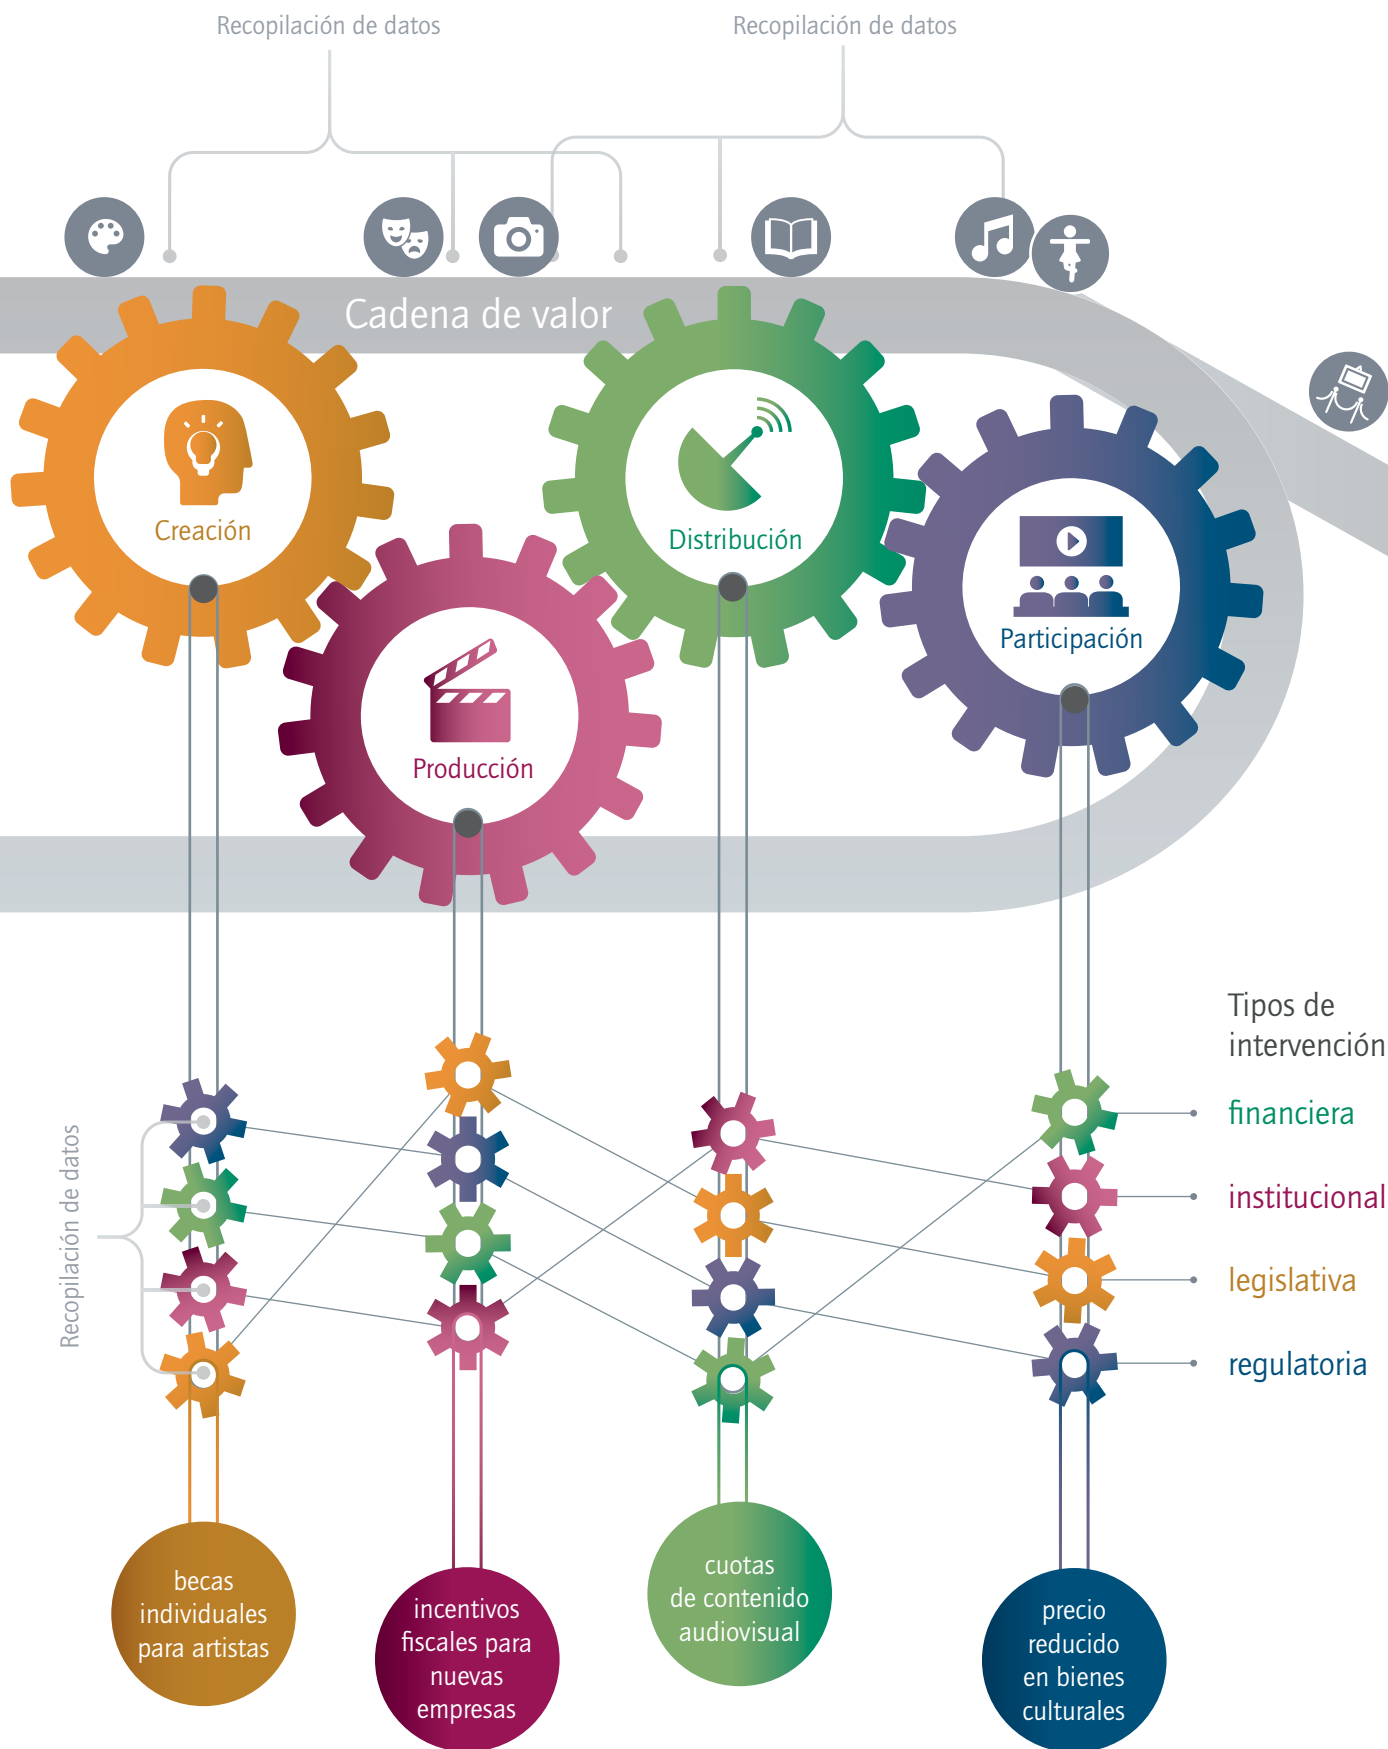 Recopilación de datos
Recopilación de datos
Cadena de valor
Creación
Distribución
Participación
Producción
Tipos de
intervención
financiera
institucional
legislativa
regulatoria
Recopilación de datos
becas
individuales
para artistas
incentivos
fiscales para
nuevas
empresas
cuotas
de contenido
audiovisual
precio
reducido
en bienes
culturales